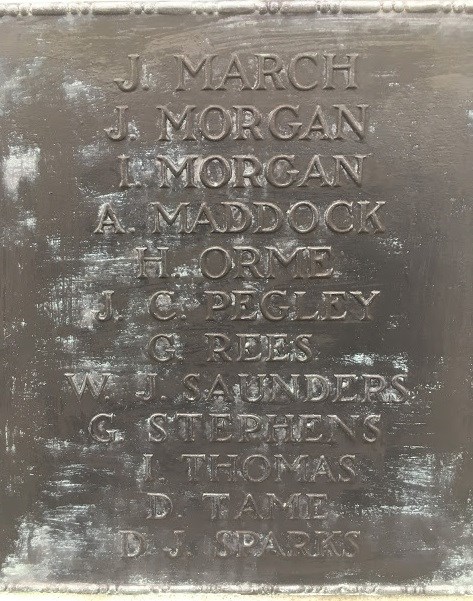 J. MARCH
J. MORGAN
I. MORGAN
A. MADDOCK
H. ORME
J. C. PEGLEY
G. REES
W. J. SAUNDERS
G. STEPHENS
I. THOMAS
D. TAME
D. J. SPARKS